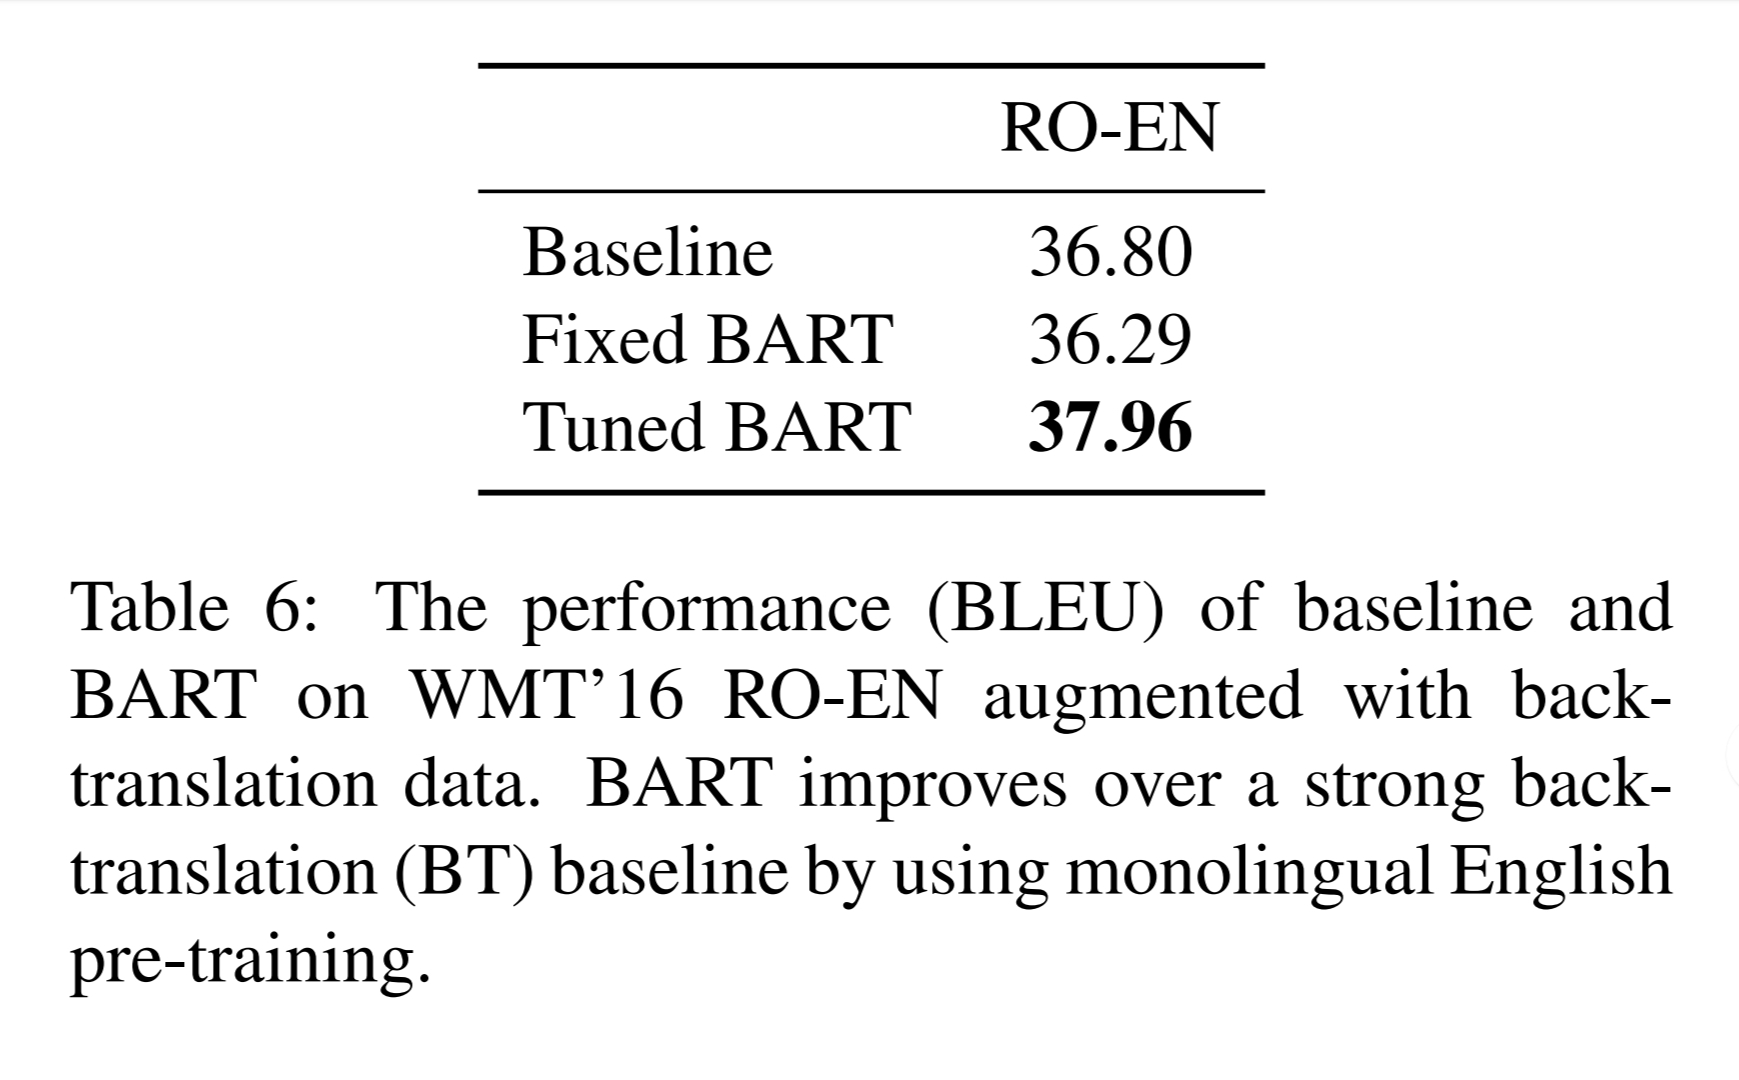 RO-EN
Baseline 36.80
Fixed BART 36.29
Tuned BART 37.96
Table 6: The performance (BLEU) of baseline and
BART on WMT’16 RO-EN augmented with back-
translation data. BART improves over a strong back-
translation (BT) baseline by using monolingual English
pre-training.